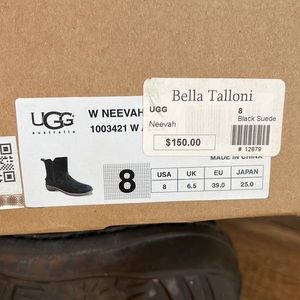 UGG
australia
W NEEVAH
1003421 W
8
USA UK EU JAPAN
8 6.5 39.0 25.0
MADE IN CHINA
Bella Talloni
UGG
Neevah
$150.00
8
Black Suede
# 12879